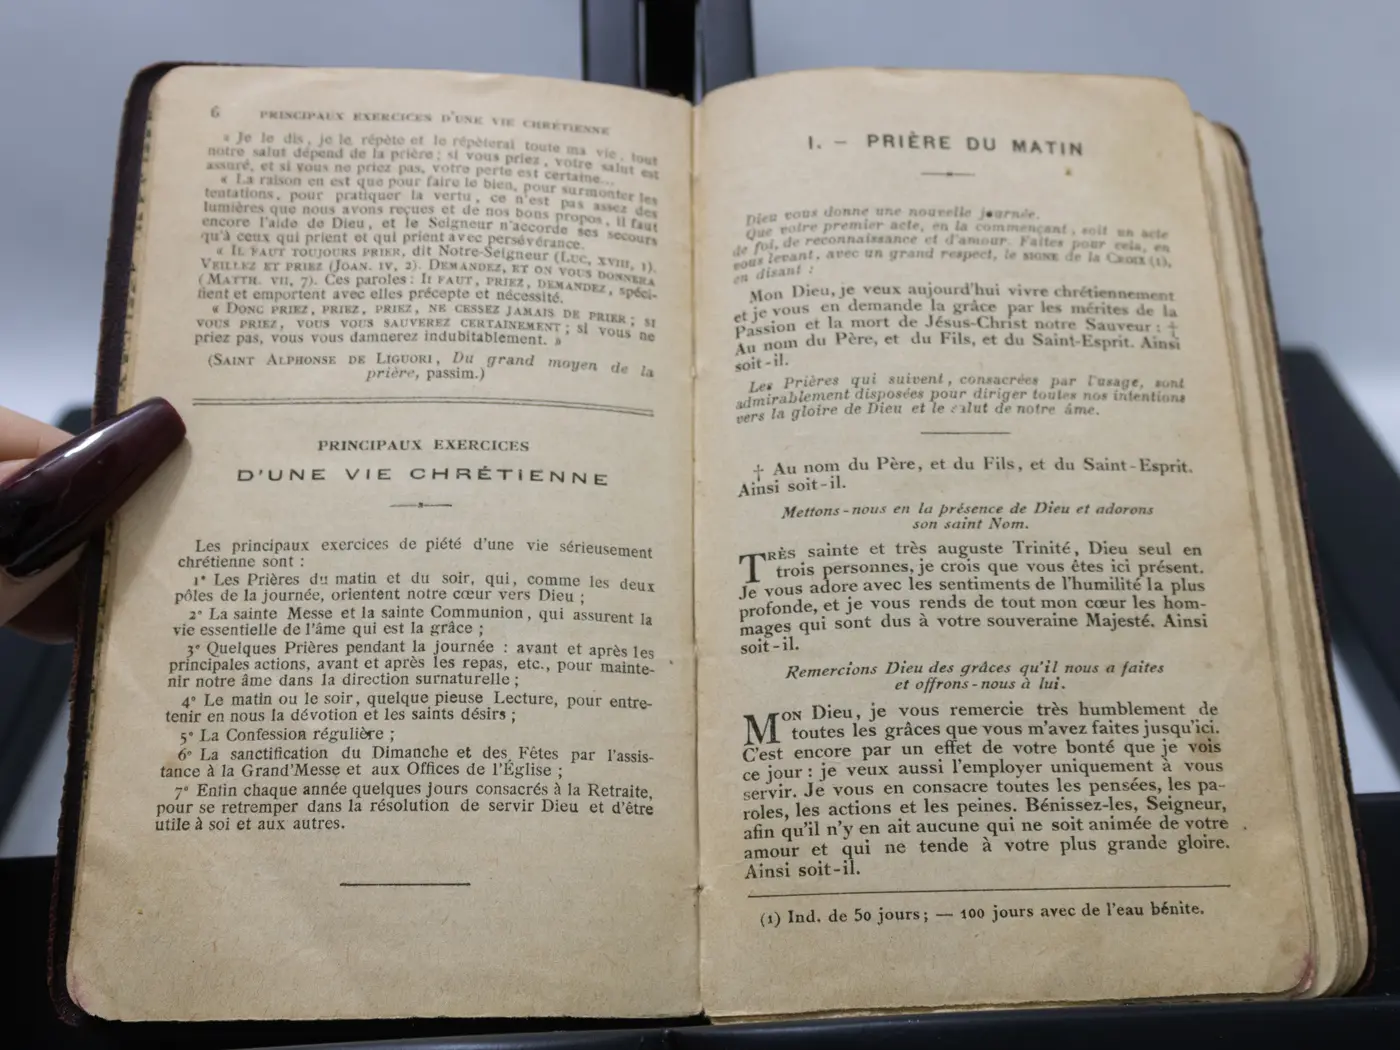 6 PRINCIPAUX EXERCICES D'UNE VIE CHRÉTIENNE
« Je le dis, je le répète et le répèterai toute ma vie, tout
notre salut dépend de la prière ; si vous priez, votre salut est
assuré, et si vous ne priez pas, votre perte est certaine...
« La raison en est que pour faire le bien, pour surmonter les
tentations, pour pratiquer la vertu, ce n'est pas assez des
lumières que nous avons reçues et de nos bons propos, il faut
encore l'aide de Dieu, et le Seigneur n'accorde ses secours
qu'à ceux qui prient et qui prient avec persévérance.
« IL FAUT TOUJOURS PRIER, dit Notre-Seigneur (LUC, XVIII, 1).
VEILLEZ ET PRIEZ (JOAN. IV, 2). DEMANDEZ, ET ON VOUS DONNERA
(MATTH. VII, 7). Ces paroles : IL FAUT, PRIEZ, DEMANDEZ, spéci-
fient et emportent avec elles précepte et nécessité.
« DONC PRIEZ, PRIEZ, PRIEZ, NE CESSEZ JAMAIS DE PRIER ; SI
VOUS PRIEZ, VOUS VOUS SAUVEREZ CERTAINEMENT ; si vous ne
priez pas, vous vous damnerez indubitablement. »
(SAINT ALPHONSE DE LIGUORI, Du grand moyen de la
prière, passim.)
PRINCIPAUX EXERCICES
D'UNE VIE CHRÉTIENNE
Les principaux exercices de piété d'une vie sérieusement
chrétienne sont :
1° Les Prières du matin et du soir, qui, comme les deux
pôles de la journée, orientent notre cœur vers Dieu ;
2° La sainte Messe et la sainte Communion, qui assurent la
vie essentielle de l'âme qui est la grâce ;
3° Quelques Prières pendant la journée : avant et après les
principales actions, avant et après les repas, etc., pour mainte-
nir notre âme dans la direction surnaturelle ;
4° Le matin ou le soir, quelque pieuse Lecture, pour entre-
tenir en nous la dévotion et les saints désirs ;
5° La Confession régulière ;
6° La sanctification du Dimanche et des Fêtes par l'assis-
tance à la Grand'Messe et aux Offices de l'Église ;
7° Enfin chaque année quelques jours consacrés à la Retraite,
pour se retremper dans la résolution de servir Dieu et d'être
utile à soi et aux autres.
I. — PRIÈRE DU MATIN
Dieu vous donne une nouvelle journée.
Que votre premier acte, en la commençant, soit un acte
de foi, de reconnaissance et d'amour. Faites pour cela, en
vous levant, avec un grand respect, le SIGNE de la CROIX (1),
en disant :
Mon Dieu, je veux aujourd'hui vivre chrétiennement
et je vous en demande la grâce par les mérites de la
Passion et la mort de Jésus-Christ notre Sauveur : †
Au nom du Père, et du Fils, et du Saint-Esprit. Ainsi
soit-il.
Les Prières qui suivent, consacrées par l'usage, sont
admirablement disposées pour diriger toutes nos intentions
vers la gloire de Dieu et le salut de notre âme.
† Au nom du Père, et du Fils, et du Saint-Esprit.
Ainsi soit-il.
Mettons-nous en la présence de Dieu et adorons
son saint Nom.
TRÈS sainte et très auguste Trinité, Dieu seul en
trois personnes, je crois que vous êtes ici présent.
Je vous adore avec les sentiments de l'humilité la plus
profonde, et je vous rends de tout mon cœur les hom-
mages qui sont dus à votre souveraine Majesté. Ainsi
soit-il.
Remercions Dieu des grâces qu'il nous a faites
et offrons-nous à lui.
MON Dieu, je vous remercie très humblement de
toutes les grâces que vous m'avez faites jusqu'ici.
C'est encore par un effet de votre bonté que je vois
ce jour : je veux aussi l'employer uniquement à vous
servir. Je vous en consacre toutes les pensées, les pa-
roles, les actions et les peines. Bénissez-les, Seigneur,
afin qu'il n'y en ait aucune qui ne soit animée de votre
amour et qui ne tende à votre plus grande gloire.
Ainsi soit-il.
(1) Ind. de 50 jours ; — 100 jours avec de l'eau bénite.